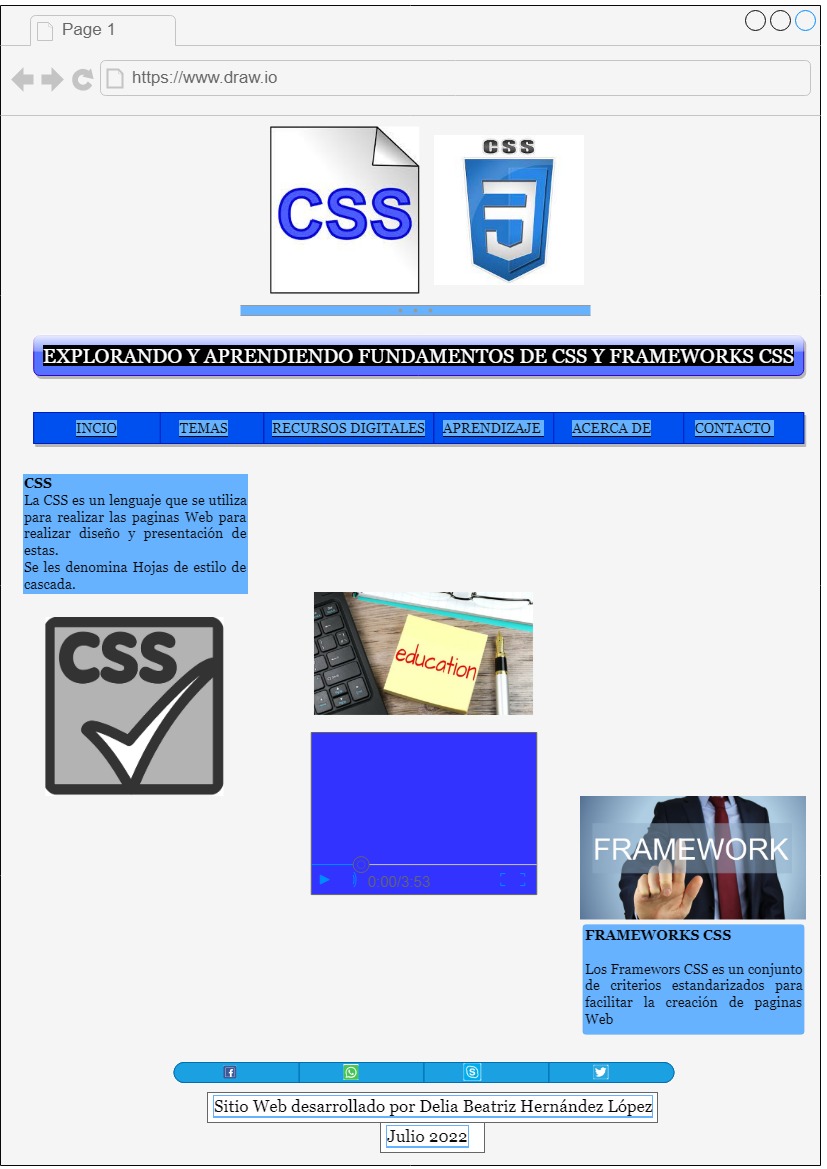 Page 1
https://www.draw.io
CSS
CSS
EXPLORANDO Y APRENDIENDO FUNDAMENTOS DE CSS Y FRAMEWORKS CSS
INCIO TEMAS RECURSOS DIGITALES APRENDIZAJE ACERCA DE CONTACTO
CSS
La CSS es un lenguaje que se utiliza
para realizar las paginas Web para
realizar diseño y presentación de
estas.
Se les denomina Hojas de estilo de
cascada.
education
CSS
0:00/3:53
FRAMEWORK
FRAMEWORKS CSS
Los Framewors CSS es un conjunto
de criterios estandarizados para
facilitar la creación de paginas
Web
Sitio Web desarrollado por Delia Beatriz Hernández López
Julio 2022